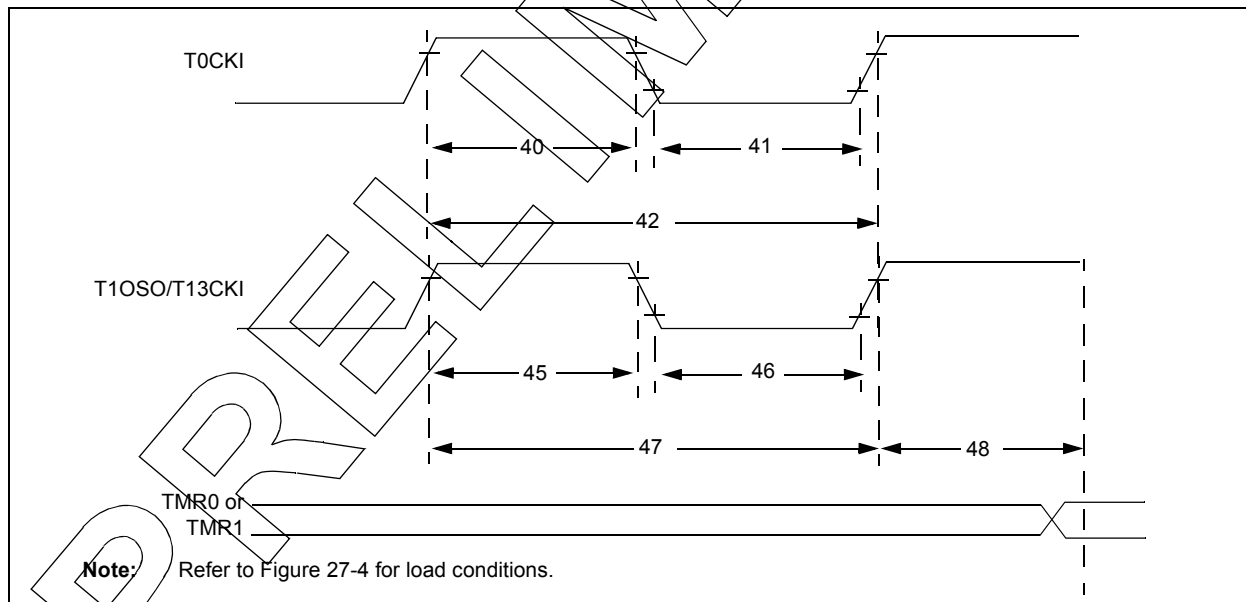 T0CKI
40
41
42
T1OSO/T13CKI
45
46
47
48
TMR0 or
TMR1
Note: Refer to Figure 27-4 for load conditions.
PRELIM